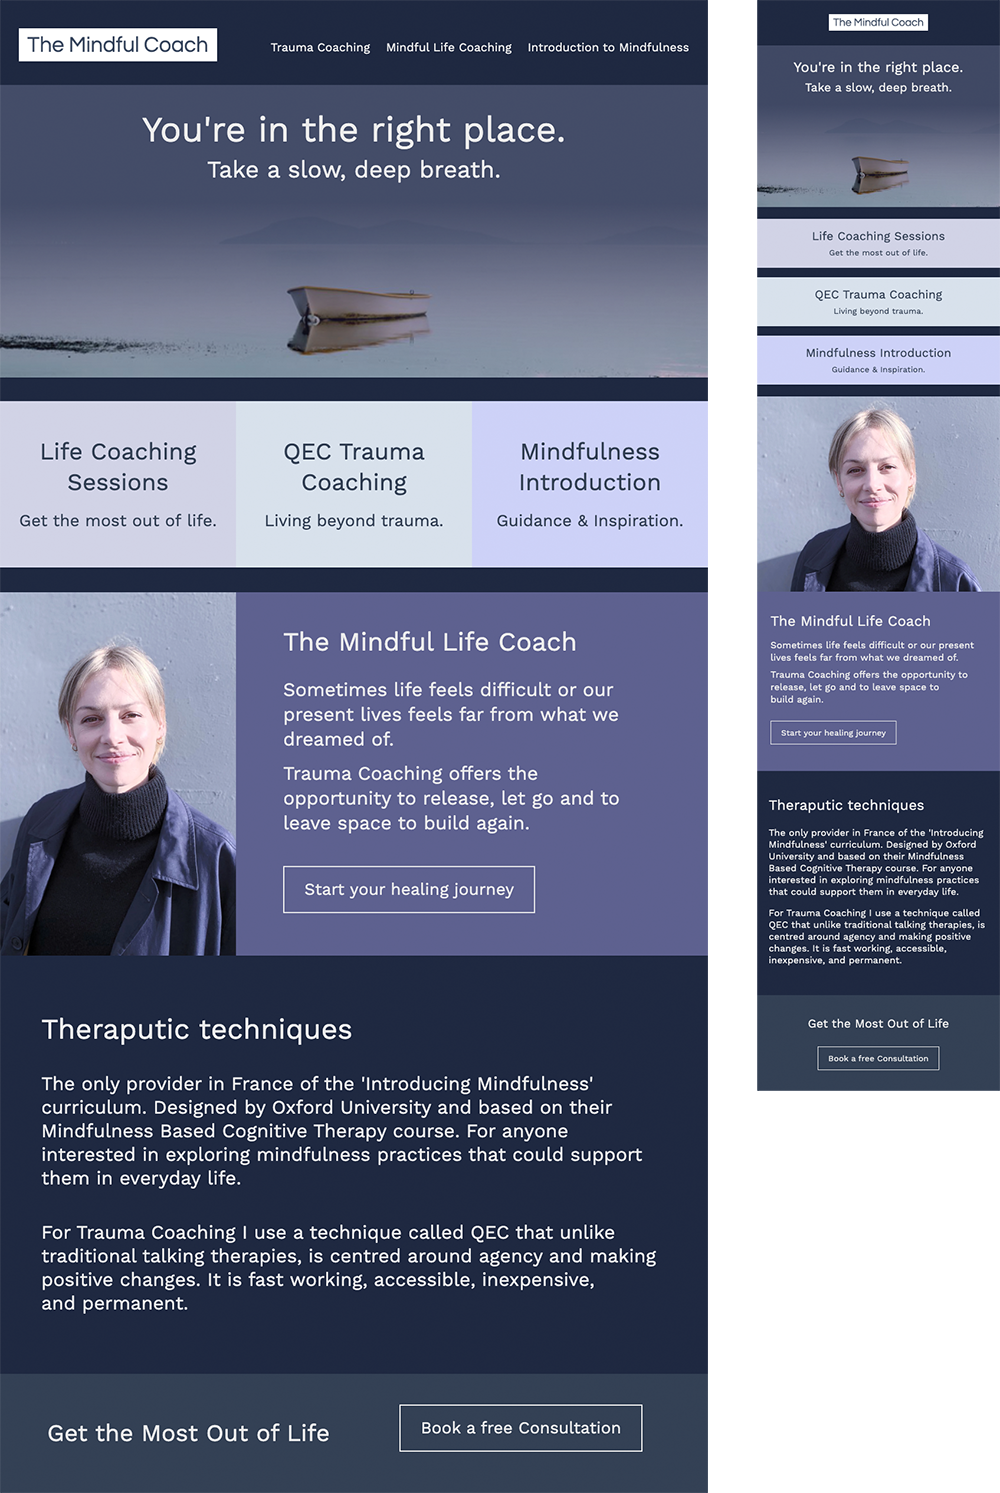 The Mindful Coach
Trauma Coaching
Mindful Life Coaching
Introduction to Mindfulness
You're in the right place.
Take a slow, deep breath.
Life Coaching
Sessions
Get the most out of life.
QEC Trauma
Coaching
Living beyond trauma.
Mindfulness
Introduction
Guidance & Inspiration.
The Mindful Life Coach
Sometimes life feels difficult or our
present lives feels far from what we
dreamed of.
Trauma Coaching offers the
opportunity to release, let go and to
leave space to build again.
Start your healing journey
Theraputic techniques
The only provider in France of the 'Introducing Mindfulness'
curriculum. Designed by Oxford University and based on their
Mindfulness Based Cognitive Therapy course. For anyone
interested in exploring mindfulness practices that could support
them in everyday life.
For Trauma Coaching I use a technique called QEC that unlike
traditional talking therapies, is centred around agency and making
positive changes. It is fast working, accessible, inexpensive,
and permanent.
Get the Most Out of Life
Book a free Consultation
The Mindful Coach
You're in the right place.
Take a slow, deep breath.
Life Coaching Sessions
Get the most out of life.
QEC Trauma Coaching
Living beyond trauma.
Mindfulness Introduction
Guidance & Inspiration.
The Mindful Life Coach
Sometimes life feels difficult or our present
lives feels far from what we dreamed of.
Trauma Coaching offers the opportunity to
release, let go and to leave space to
build again.
Start your healing journey
Theraputic techniques
The only provider in France of the 'Introducing
Mindfulness' curriculum. Designed by Oxford
University and based on their Mindfulness
Based Cognitive Therapy course. For anyone
interested in exploring mindfulness practices
that could support them in everyday life.
For Trauma Coaching I use a technique called
QEC that unlike traditional talking therapies, is
centred around agency and making positive
changes. It is fast working, accessible,
inexpensive, and permanent.
Get the Most Out of Life
Book a free Consultation